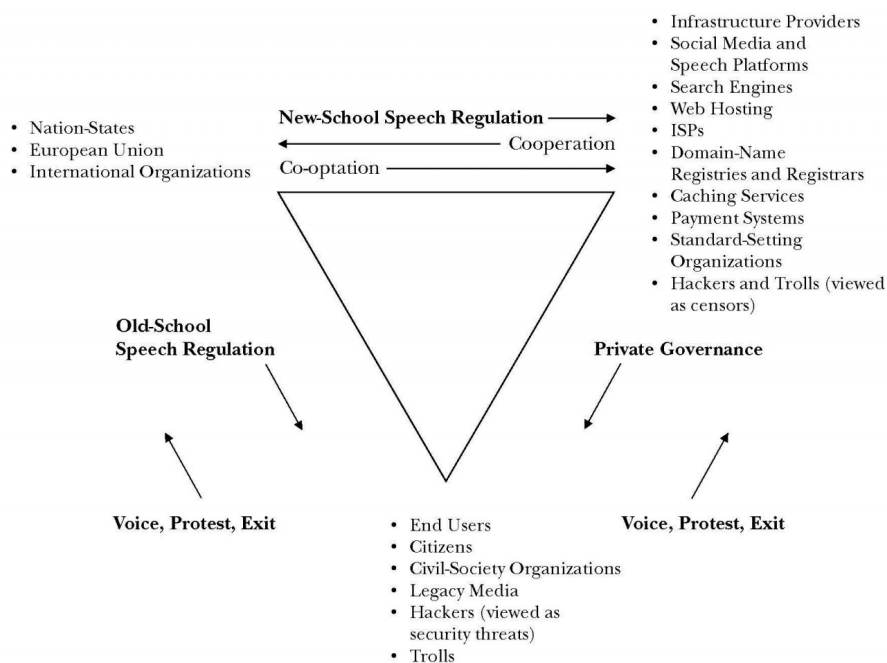 • Infrastructure Providers
• Social Media and
Speech Platforms
• Search Engines
• Web Hosting
• ISPs
• Domain-Name
Registries and Registrars
• Caching Services
• Payment Systems
• Standard-Setting
Organizations
• Hackers and Trolls (viewed
as censors)
• Nation-States
• European Union
• International Organizations
New-School Speech Regulation
Cooperation
Co-optation
Old-School
Speech Regulation
Private Governance
Voice, Protest, Exit
Voice, Protest, Exit
• End Users
• Citizens
• Civil-Society Organizations
• Legacy Media
• Hackers (viewed as
security threats)
• Trolls